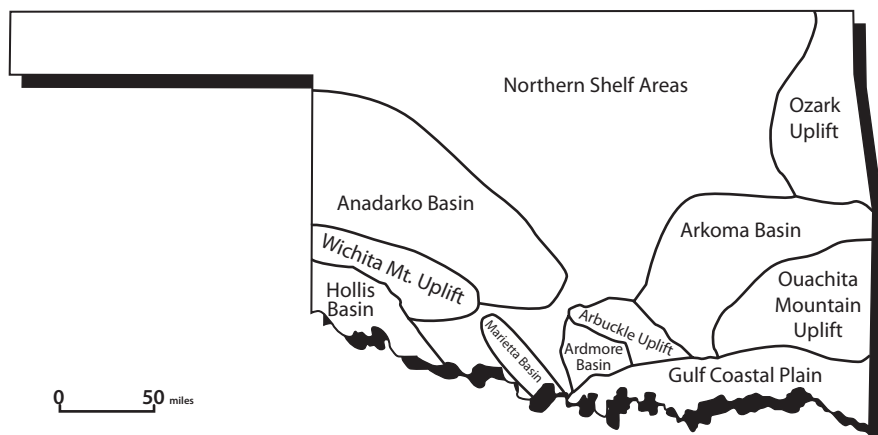 Northern Shelf Areas
Ozark
Uplift
Anadarko Basin
Arkoma Basin
Wichita Mt. Uplift
Hollis
Basin
Ouachita
Mountain
Uplift
Marietta Basin
Arbuckle Uplift
Ardmore
Basin
Gulf Coastal Plain
0 50 miles